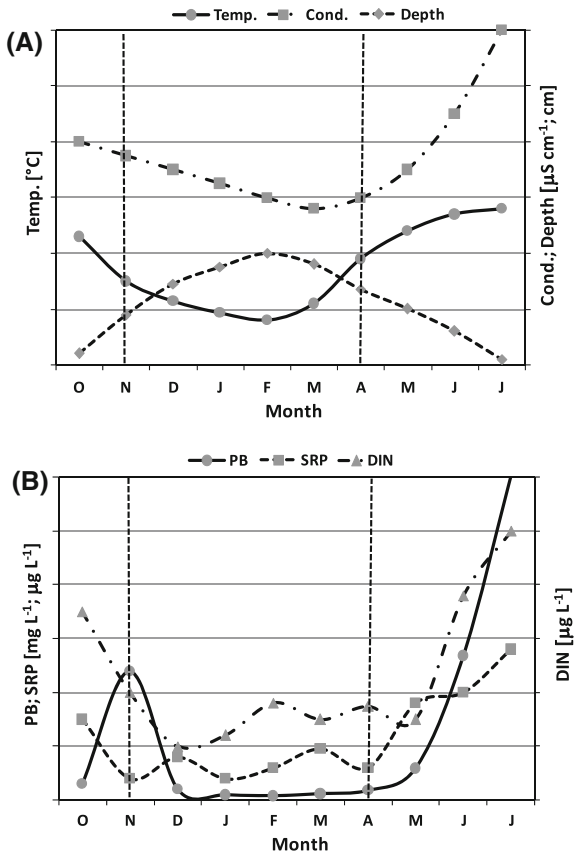 Temp. Cond. Depth
(A)
Temp. [°C]
Cond.; Depth [µS cm⁻¹; cm]
O N D J F M A M J J
Month
PB SRP DIN
(B)
PB; SRP [mg L⁻¹; µg L⁻¹]
DIN [µg L⁻¹]
O N D J F M A M J J
Month